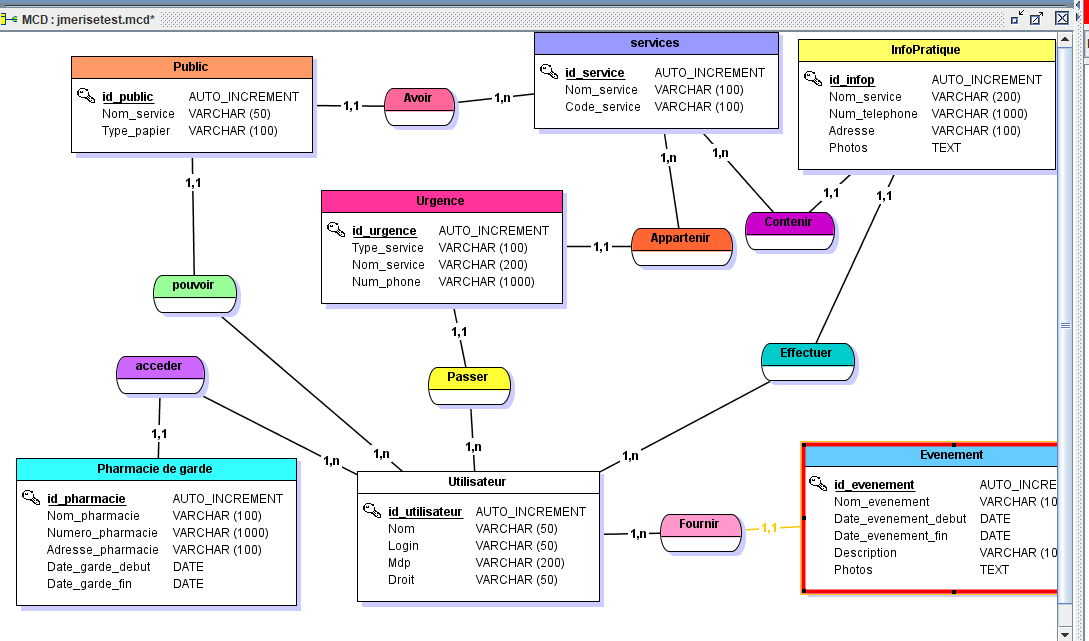 MCD : jmerisetest.mcd*
services
id_service AUTO_INCREMENT
Nom_service VARCHAR (100)
Code_service VARCHAR (100)
InfoPratique
id_infop AUTO_INCREMENT
Nom_service VARCHAR (200)
Num_telephone VARCHAR (1000)
Adresse VARCHAR (100)
Photos TEXT
Public
id_public AUTO_INCREMENT
Nom_service VARCHAR (50)
Type_papier VARCHAR (100)
1,1
Avoir
1,n
1,n
1,n
1,1
1,1
1,1
Urgence
id_urgence AUTO_INCREMENT
Type_service VARCHAR (100)
Nom_service VARCHAR (200)
Num_phone VARCHAR (1000)
1,1
Appartenir
Contenir
pouvoir
1,1
acceder
Passer
Effectuer
1,1
1,n
1,n
1,n
1,n
Pharmacie de garde
id_pharmacie AUTO_INCREMENT
Nom_pharmacie VARCHAR (100)
Numero_pharmacie VARCHAR (1000)
Adresse_pharmacie VARCHAR (100)
Date_garde_debut DATE
Date_garde_fin DATE
Utilisateur
id_utilisateur AUTO_INCREMENT
Nom VARCHAR (50)
Login VARCHAR (50)
Mdp VARCHAR (200)
Droit VARCHAR (50)
1,n
Fournir
1,1
Evenement
id_evenement AUTO_INCRE
Nom_evenement VARCHAR (10
Date_evenement_debut DATE
Date_evenement_fin DATE
Description VARCHAR (10
Photos TEXT